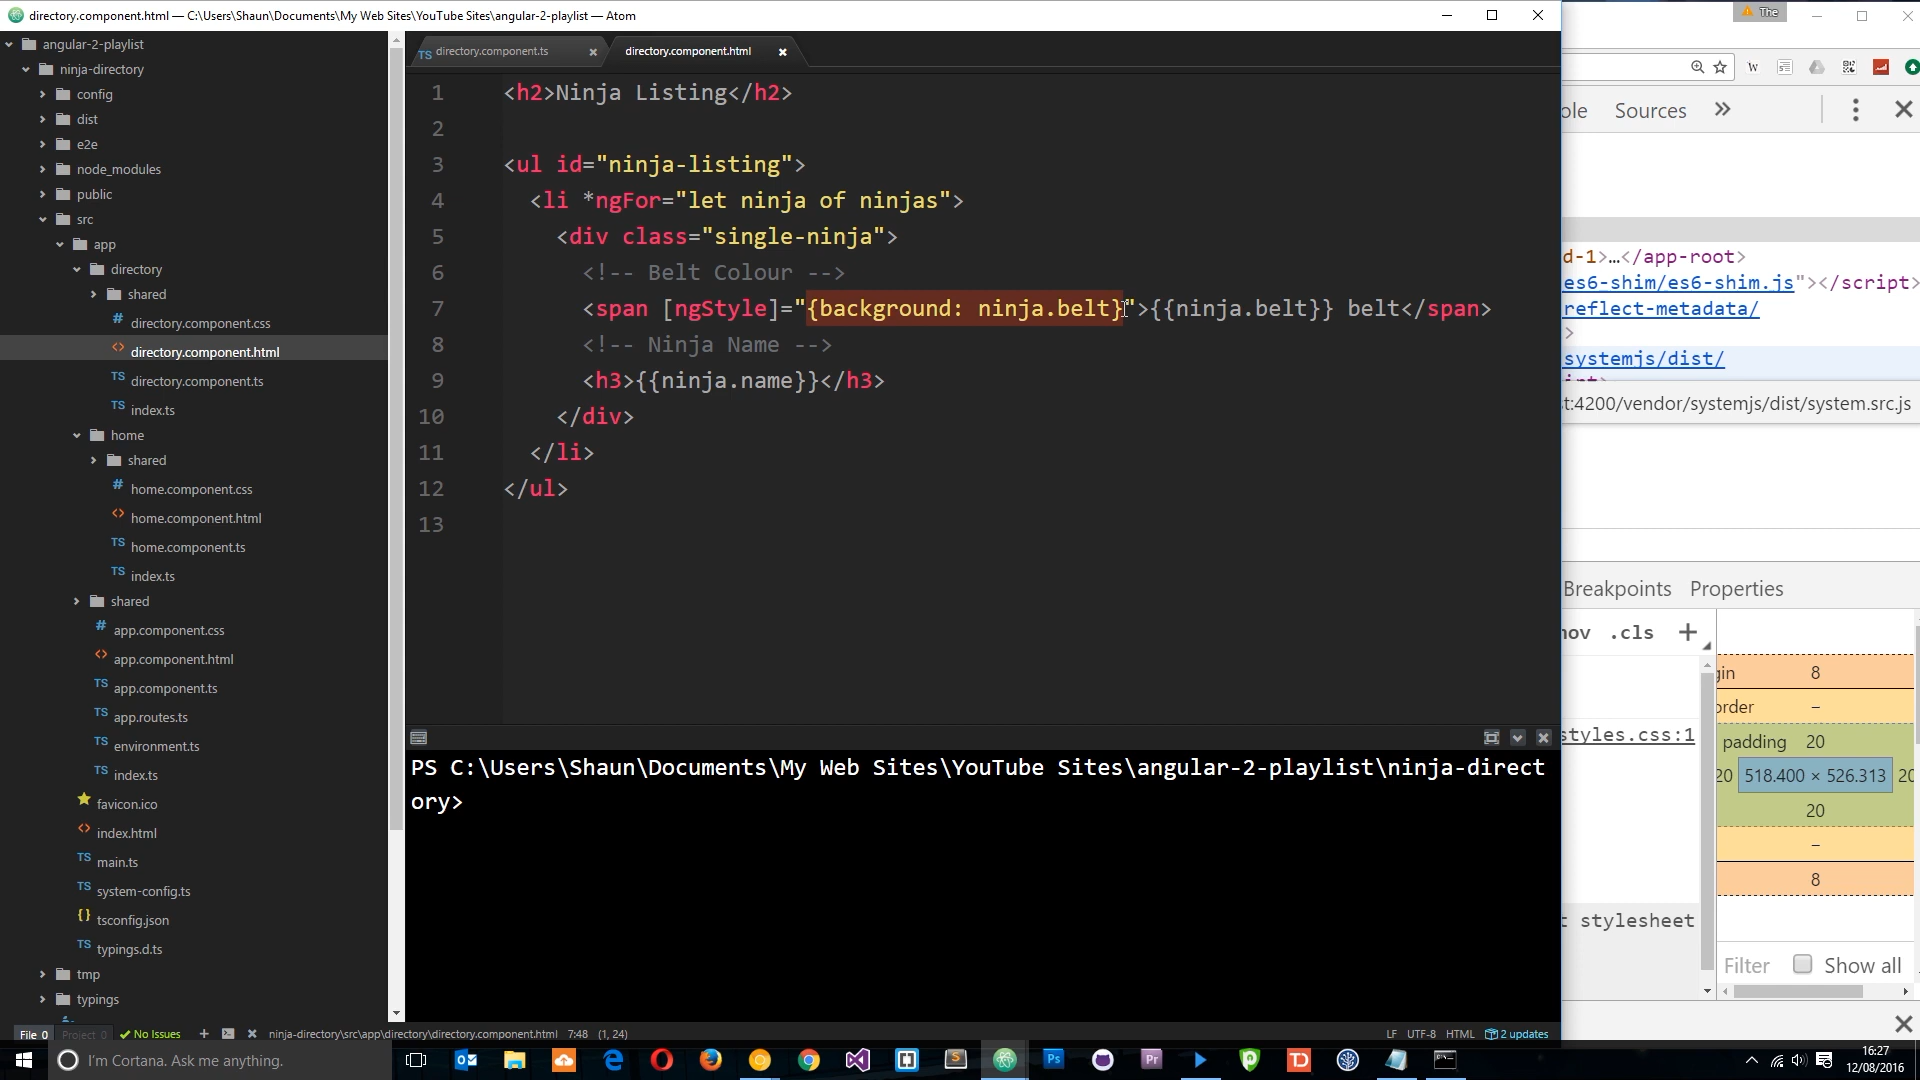 directory.component.html — C:\Users\Shaun\Documents\My Web Sites\YouTube Sites\angular-2-playlist — Atom
The
angular-2-playlist
ninja-directory
config
dist
e2e
node_modules
public
src
app
directory
shared
directory.component.css
directory.component.html
directory.component.ts
index.ts
home
shared
home.component.css
home.component.html
home.component.ts
index.ts
shared
app.component.css
app.component.html
app.component.ts
app.routes.ts
environment.ts
index.ts
favicon.ico
index.html
main.ts
system-config.ts
tsconfig.json
typings.d.ts
tmp
typings
TS directory.component.ts
directory.component.html
1 <h2>Ninja Listing</h2>
2
3 <ul id="ninja-listing">
4 <li *ngFor="let ninja of ninjas">
5 <div class="single-ninja">
6 <!-- Belt Colour -->
7 <span [ngStyle]="{background: ninja.belt}">{{ninja.belt}} belt</span>
8 <!-- Ninja Name -->
9 <h3>{{ninja.name}}</h3>
10 </div>
11 </li>
12 </ul>
13
PS C:\Users\Shaun\Documents\My Web Sites\YouTube Sites\angular-2-playlist\ninja-direct
ory>
ole Sources
d-1>…</app-root>
es6-shim/es6-shim.js"></script>
reflect-metadata/
>
systemjs/dist/
t:4200/vendor/systemjs/dist/system.src.js
Breakpoints Properties
hov .cls +
styles.css:1
t stylesheet
gin 8
order –
padding 20
20 518.400 × 526.313 20
20
–
8
Filter Show all
File 0 Project 0 No Issues ninja-directory\src\app\directory\directory.component.html 7:48 (1, 24)
LF UTF-8 HTML 2 updates
I'm Cortana. Ask me anything.
16:27
12/08/2016